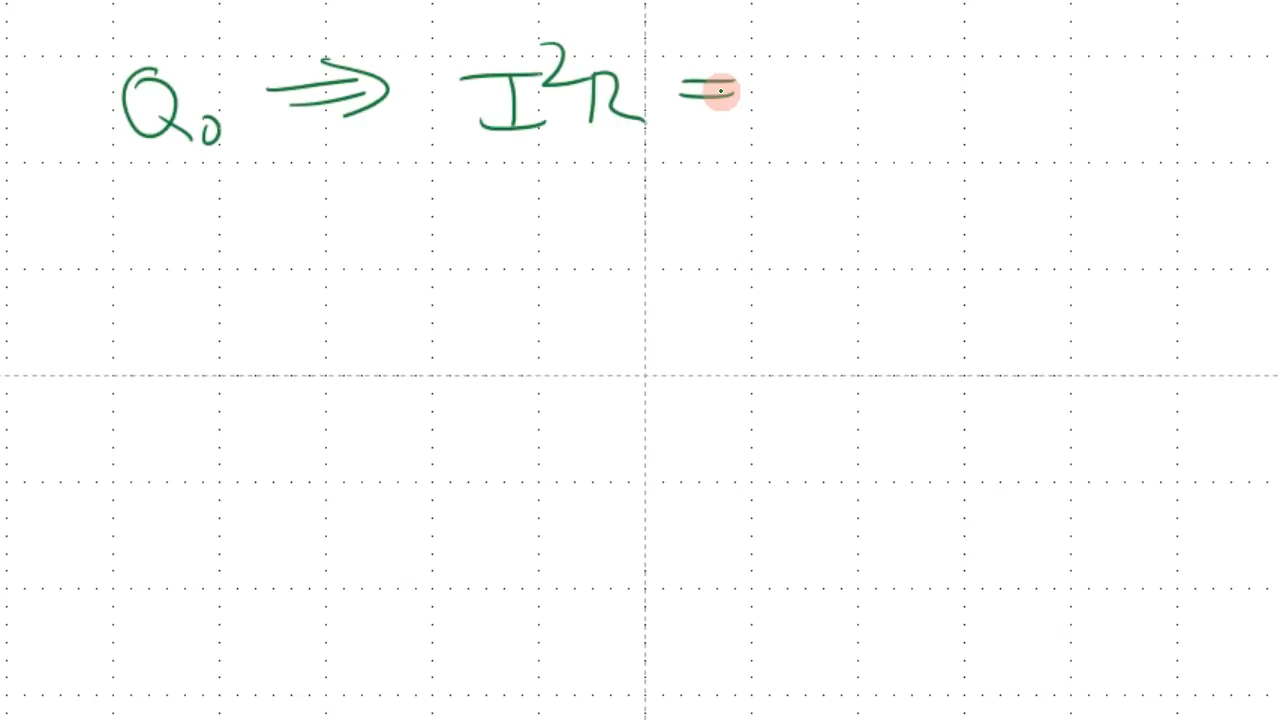 Q₀ ⇒ I²R =